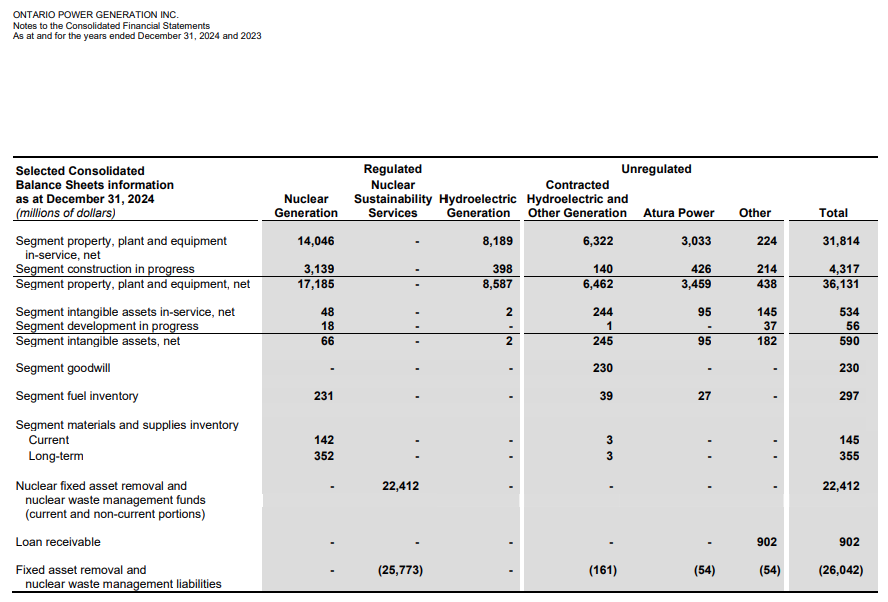 ONTARIO POWER GENERATION INC.
Notes to the Consolidated Financial Statements
As at and for the years ended December 31, 2024 and 2023
Selected Consolidated Regulated Unregulated
Balance Sheets information Nuclear Contracted
as at December 31, 2024 Nuclear Sustainability Hydroelectric Hydroelectric and
(millions of dollars) Generation Services Generation Other Generation Atura Power Other Total
Segment property, plant and equipment 14,046 - 8,189 6,322 3,033 224 31,814
in-service, net
Segment construction in progress 3,139 - 398 140 426 214 4,317
Segment property, plant and equipment, net 17,185 - 8,587 6,462 3,459 438 36,131
Segment intangible assets in-service, net 48 - 2 244 95 145 534
Segment development in progress 18 - - 1 - 37 56
Segment intangible assets, net 66 - 2 245 95 182 590
Segment goodwill - - - 230 - - 230
Segment fuel inventory 231 - - 39 27 - 297
Segment materials and supplies inventory
Current 142 - - 3 - - 145
Long-term 352 - - 3 - - 355
Nuclear fixed asset removal and - 22,412 - - - - 22,412
nuclear waste management funds
(current and non-current portions)
Loan receivable - - - - - 902 902
Fixed asset removal and - (25,773) - (161) (54) (54) (26,042)
nuclear waste management liabilities